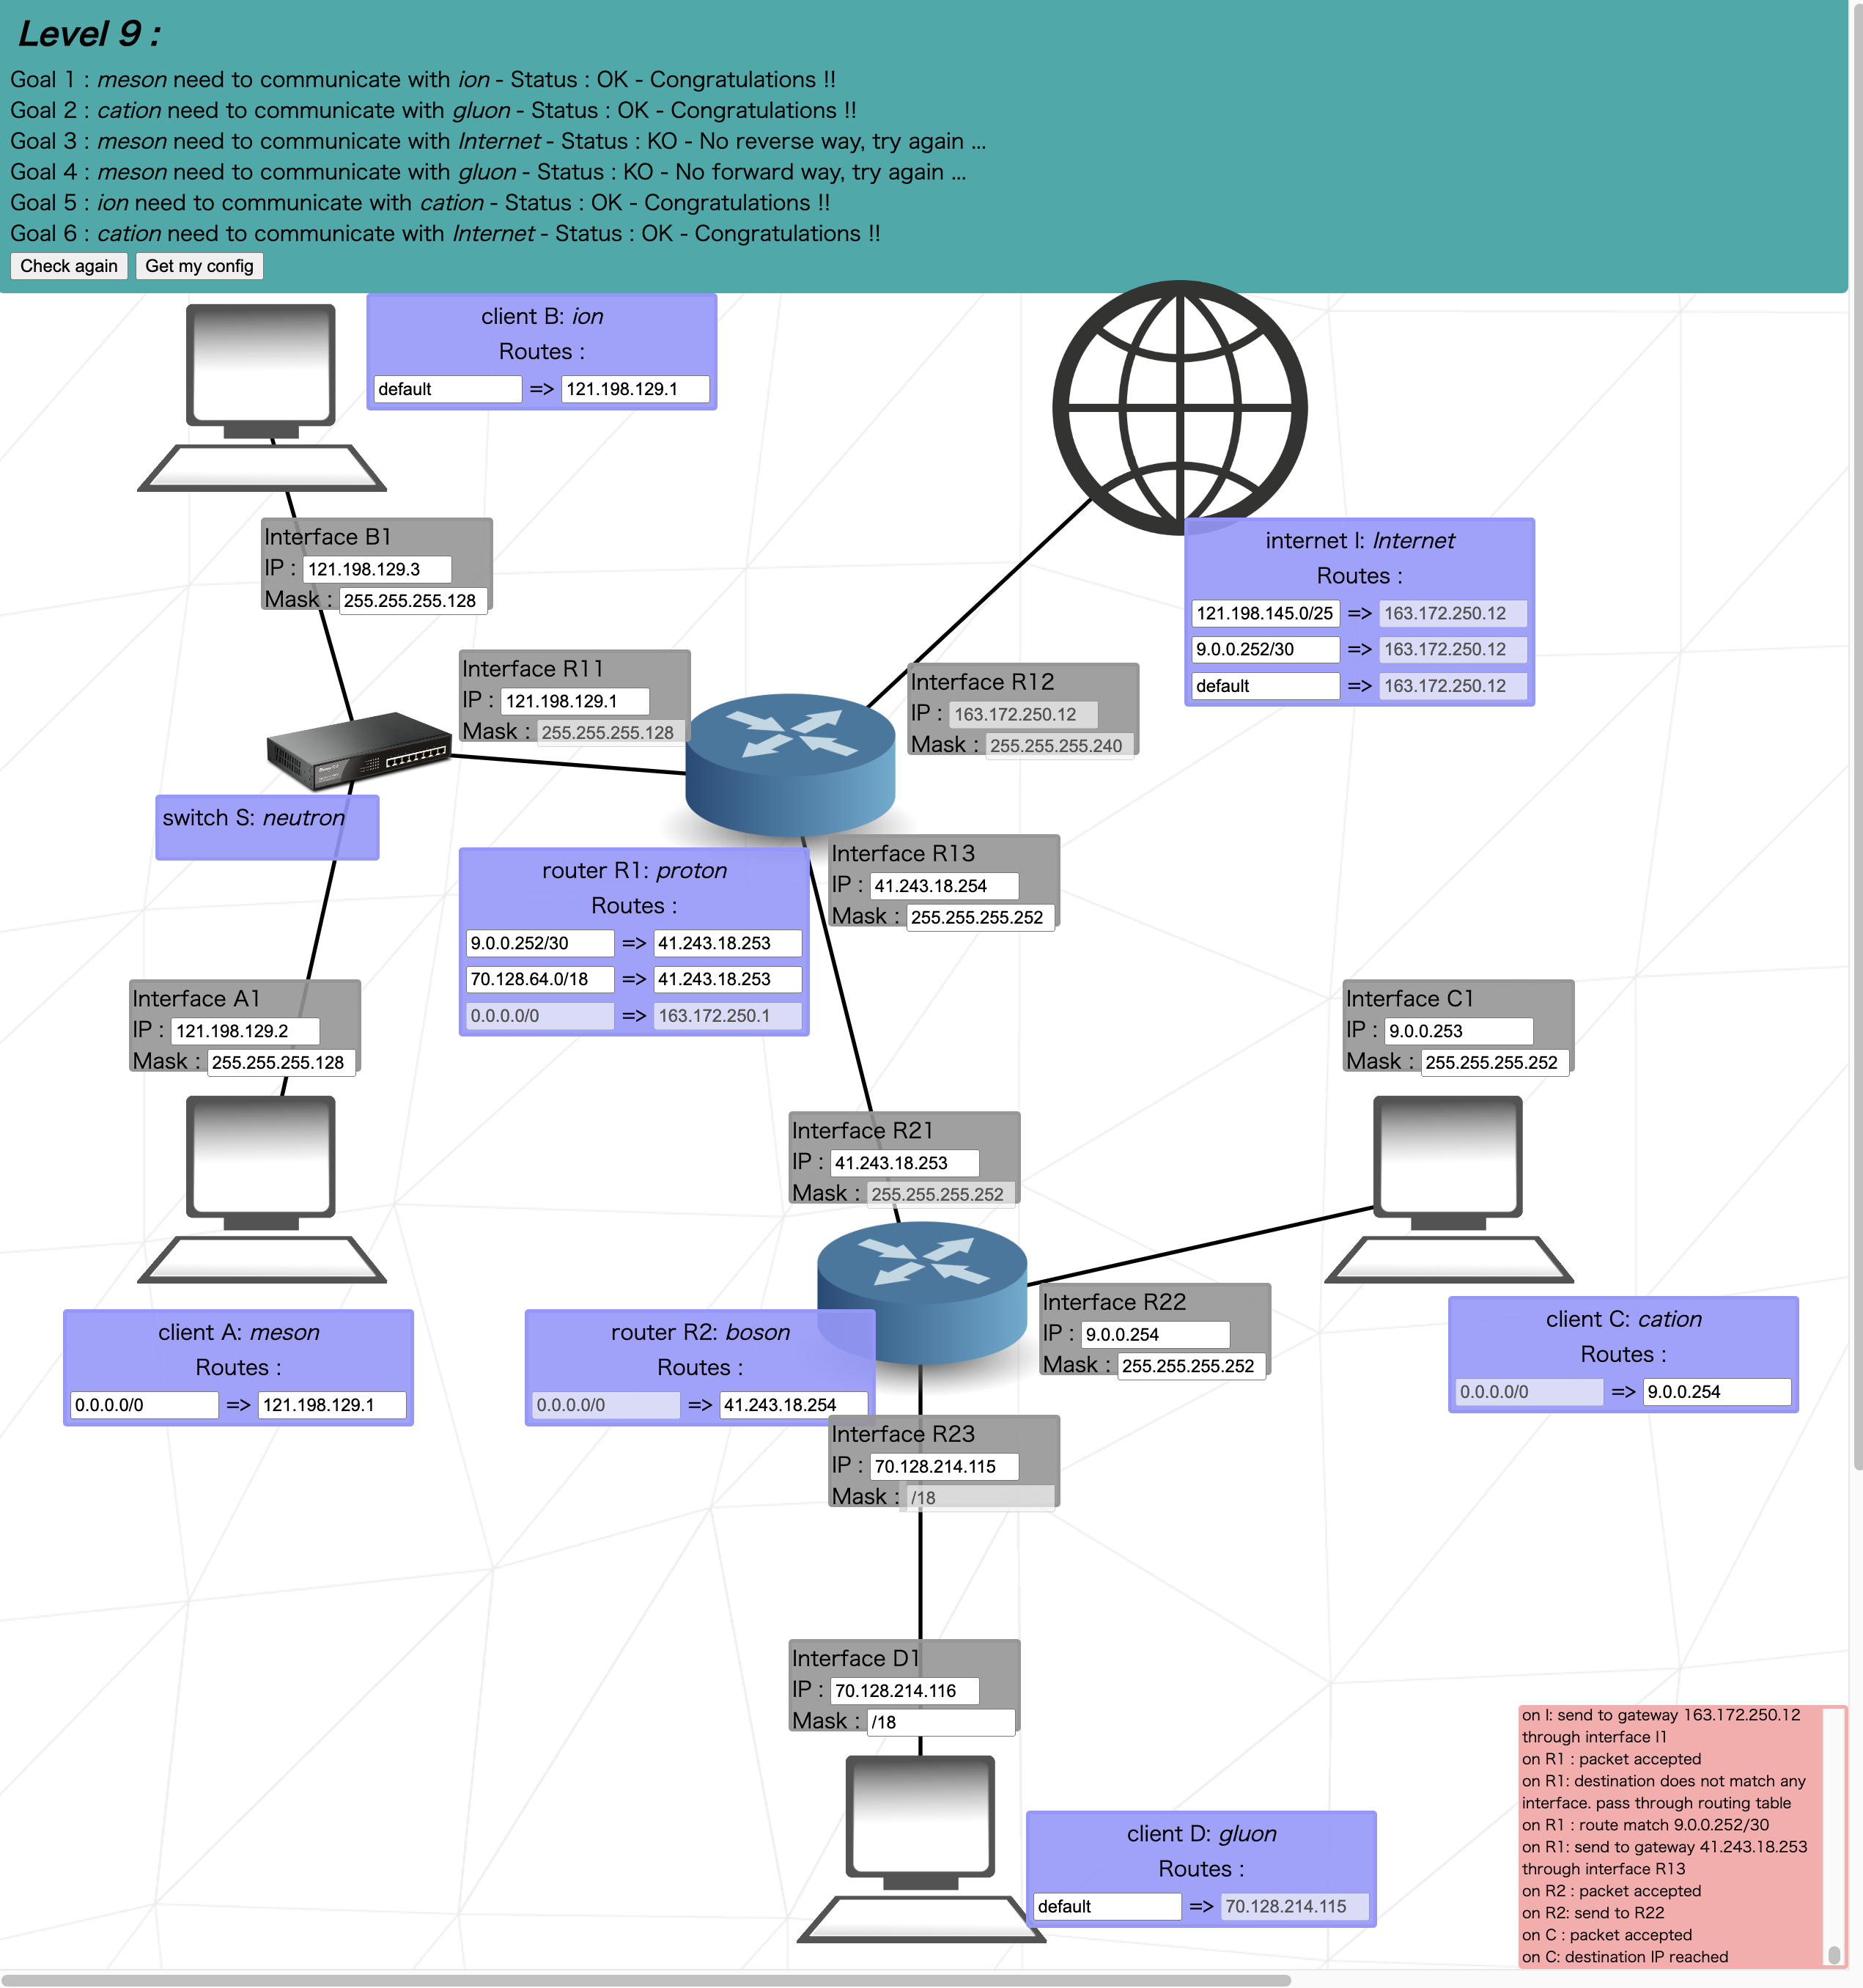 Level 9 :
Goal 1 : meson need to communicate with ion - Status : OK - Congratulations !!
Goal 2 : cation need to communicate with gluon - Status : OK - Congratulations !!
Goal 3 : meson need to communicate with Internet - Status : KO - No reverse way, try again ...
Goal 4 : meson need to communicate with gluon - Status : KO - No forward way, try again ...
Goal 5 : ion need to communicate with cation - Status : OK - Congratulations !!
Goal 6 : cation need to communicate with Internet - Status : OK - Congratulations !!
Check again Get my config
client B: ion
Routes :
default => 121.198.129.1
Interface B1
IP : 121.198.129.3
Mask : 255.255.255.128
internet I: Internet
Routes :
121.198.145.0/25 => 163.172.250.12
9.0.0.252/30 => 163.172.250.12
default => 163.172.250.12
Interface R11
IP : 121.198.129.1
Mask : 255.255.255.128
Interface R12
IP : 163.172.250.12
Mask : 255.255.255.240
switch S: neutron
Interface R13
IP : 41.243.18.254
Mask : 255.255.255.252
router R1: proton
Routes :
9.0.0.252/30 => 41.243.18.253
70.128.64.0/18 => 41.243.18.253
0.0.0.0/0 => 163.172.250.1
Interface A1
IP : 121.198.129.2
Mask : 255.255.255.128
Interface C1
IP : 9.0.0.253
Mask : 255.255.255.252
Interface R21
IP : 41.243.18.253
Mask : 255.255.255.252
Interface R22
IP : 9.0.0.254
Mask : 255.255.255.252
client A: meson
Routes :
0.0.0.0/0 => 121.198.129.1
router R2: boson
Routes :
0.0.0.0/0 => 41.243.18.254
client C: cation
Routes :
0.0.0.0/0 => 9.0.0.254
Interface R23
IP : 70.128.214.115
Mask : /18
Interface D1
IP : 70.128.214.116
Mask : /18
client D: gluon
Routes :
default => 70.128.214.115
on I: send to gateway 163.172.250.12
through interface I1
on R1 : packet accepted
on R1: destination does not match any
interface. pass through routing table
on R1 : route match 9.0.0.252/30
on R1: send to gateway 41.243.18.253
through interface R13
on R2 : packet accepted
on R2: send to R22
on C : packet accepted
on C: destination IP reached